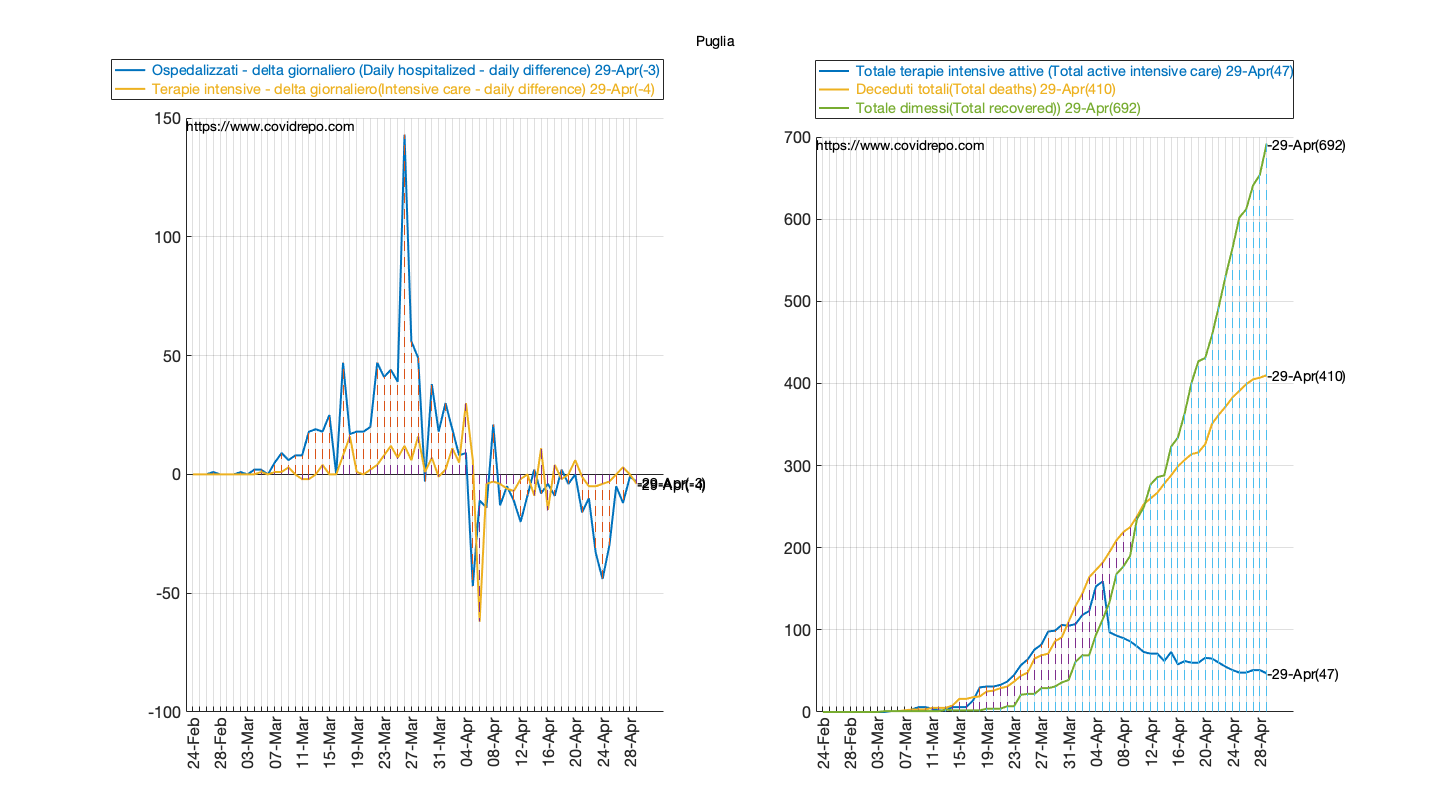 Puglia
Ospedalizzati - delta giornaliero (Daily hospitalized - daily difference) 29-Apr(-3)
Terapie intensive - delta giornaliero(Intensive care - daily difference) 29-Apr(-4)
150
https://www.covidrepo.com
100
50
0
-50
-100
-29-Apr(-3)
-29-Apr(-4)
24-Feb
28-Feb
03-Mar
07-Mar
11-Mar
15-Mar
19-Mar
23-Mar
27-Mar
31-Mar
04-Apr
08-Apr
12-Apr
16-Apr
20-Apr
24-Apr
28-Apr
Totale terapie intensive attive (Total active intensive care) 29-Apr(47)
Deceduti totali(Total deaths) 29-Apr(410)
Totale dimessi(Total recovered)) 29-Apr(692)
700
https://www.covidrepo.com
600
500
400
300
200
100
0
-29-Apr(692)
-29-Apr(410)
-29-Apr(47)
24-Feb
28-Feb
03-Mar
07-Mar
11-Mar
15-Mar
19-Mar
23-Mar
27-Mar
31-Mar
04-Apr
08-Apr
12-Apr
16-Apr
20-Apr
24-Apr
28-Apr